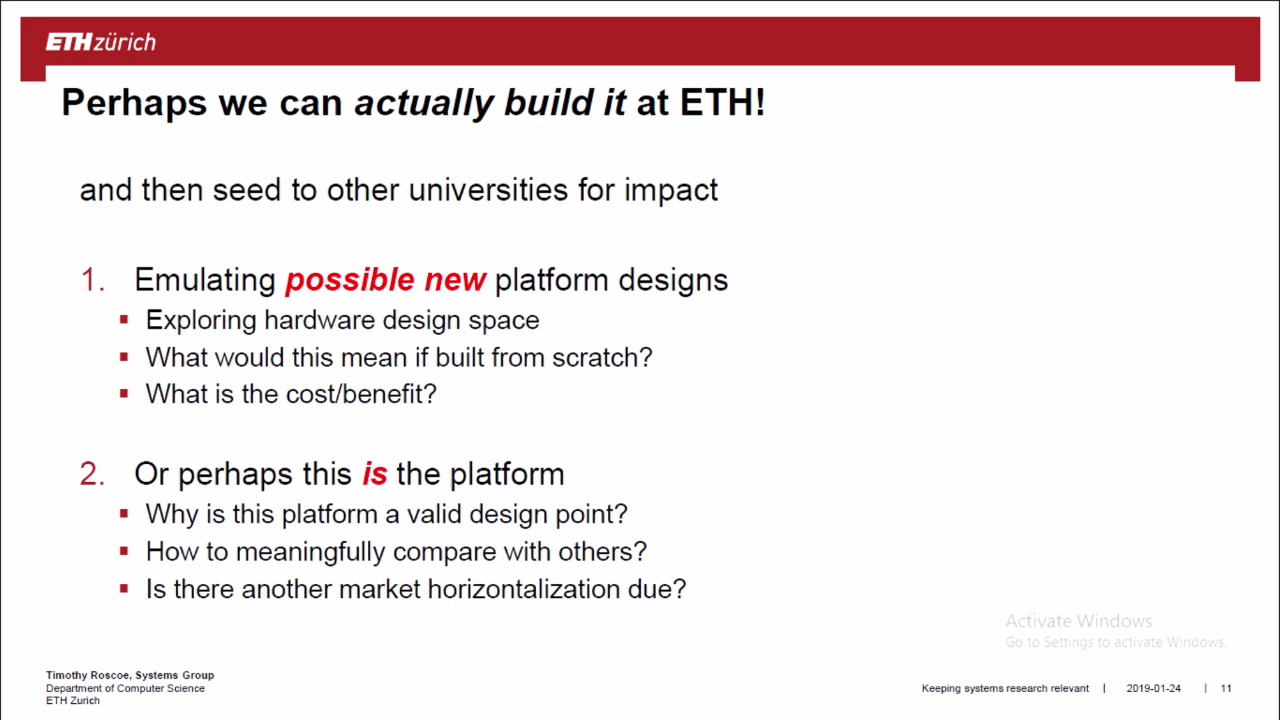 ETH zürich
Perhaps we can actually build it at ETH!
and then seed to other universities for impact
1. Emulating possible new platform designs
▪ Exploring hardware design space
▪ What would this mean if built from scratch?
▪ What is the cost/benefit?
2. Or perhaps this is the platform
▪ Why is this platform a valid design point?
▪ How to meaningfully compare with others?
▪ Is there another market horizontalization due?
Activate Windows
Go to Settings to activate Windows.
Timothy Roscoe, Systems Group
Department of Computer Science
ETH Zurich
Keeping systems research relevant | 2019-01-24 | 11